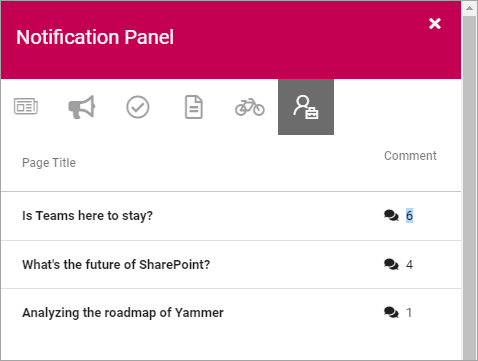 Notification Panel
Page Title
Comment
Is Teams here to stay?
6
What's the future of SharePoint?
4
Analyzing the roadmap of Yammer
1